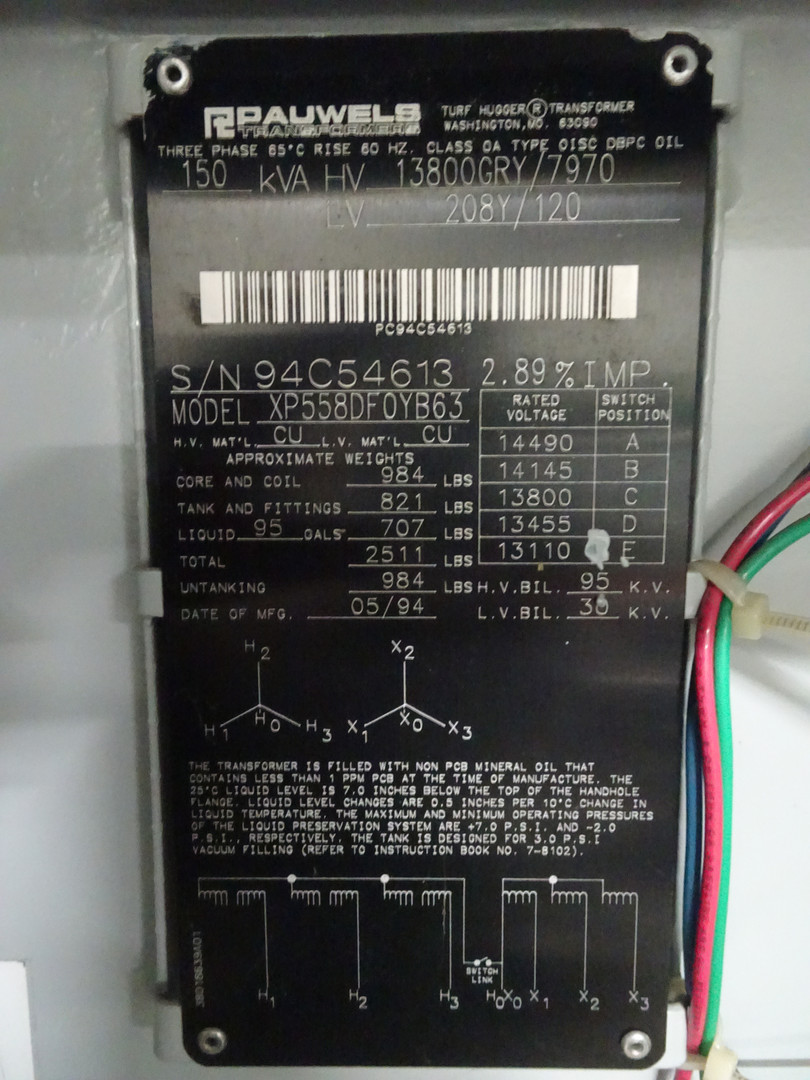 PAUWELS
TRANSFORMERS
TURF HUGGER ® TRANSFORMER
WASHINGTON, MO. 63090
THREE PHASE 65°C RISE 60 HZ. CLASS OA TYPE OISC DBPC OIL
150 kVA HV 13800GRY/7970
LV 208Y/120
PC94C54613
S/N 94C54613 2.89 % IMP.
MODEL XP558DF0YB63
H.V. MAT'L. CU L.V. MAT'L. CU
APPROXIMATE WEIGHTS
CORE AND COIL 984 LBS
TANK AND FITTINGS 821 LBS
LIQUID 95 GALS 707 LBS
TOTAL 2511 LBS
UNTANKING 984 LBS
DATE OF MFG. 05/94
RATED VOLTAGE SWITCH POSITION
14490 A
14145 B
13800 C
13455 D
13110 E
H.V.BIL. 95 K.V.
L.V.BIL. 30 K.V.
H2 X2
H1 H0 H3 X1 X0 X3
THE TRANSFORMER IS FILLED WITH NON PCB MINERAL OIL THAT
CONTAINS LESS THAN 1 PPM PCB AT THE TIME OF MANUFACTURE. THE
25°C LIQUID LEVEL IS 7.0 INCHES BELOW THE TOP OF THE HANDHOLE
FLANGE. LIQUID LEVEL CHANGES ARE 0.5 INCHES PER 10°C CHANGE IN
LIQUID TEMPERATURE. THE MAXIMUM AND MINIMUM OPERATING PRESSURES
OF THE LIQUID PRESERVATION SYSTEM ARE +7.0 P.S.I. AND -2.0
P.S.I., RESPECTIVELY. THE TANK IS DESIGNED FOR 3.0 P.S.I
VACUUM FILLING (REFER TO INSTRUCTION BOOK NO. 7-8102).
SWITCH
LINK
H1 H2 H3 H0X0 X1 X2 X3